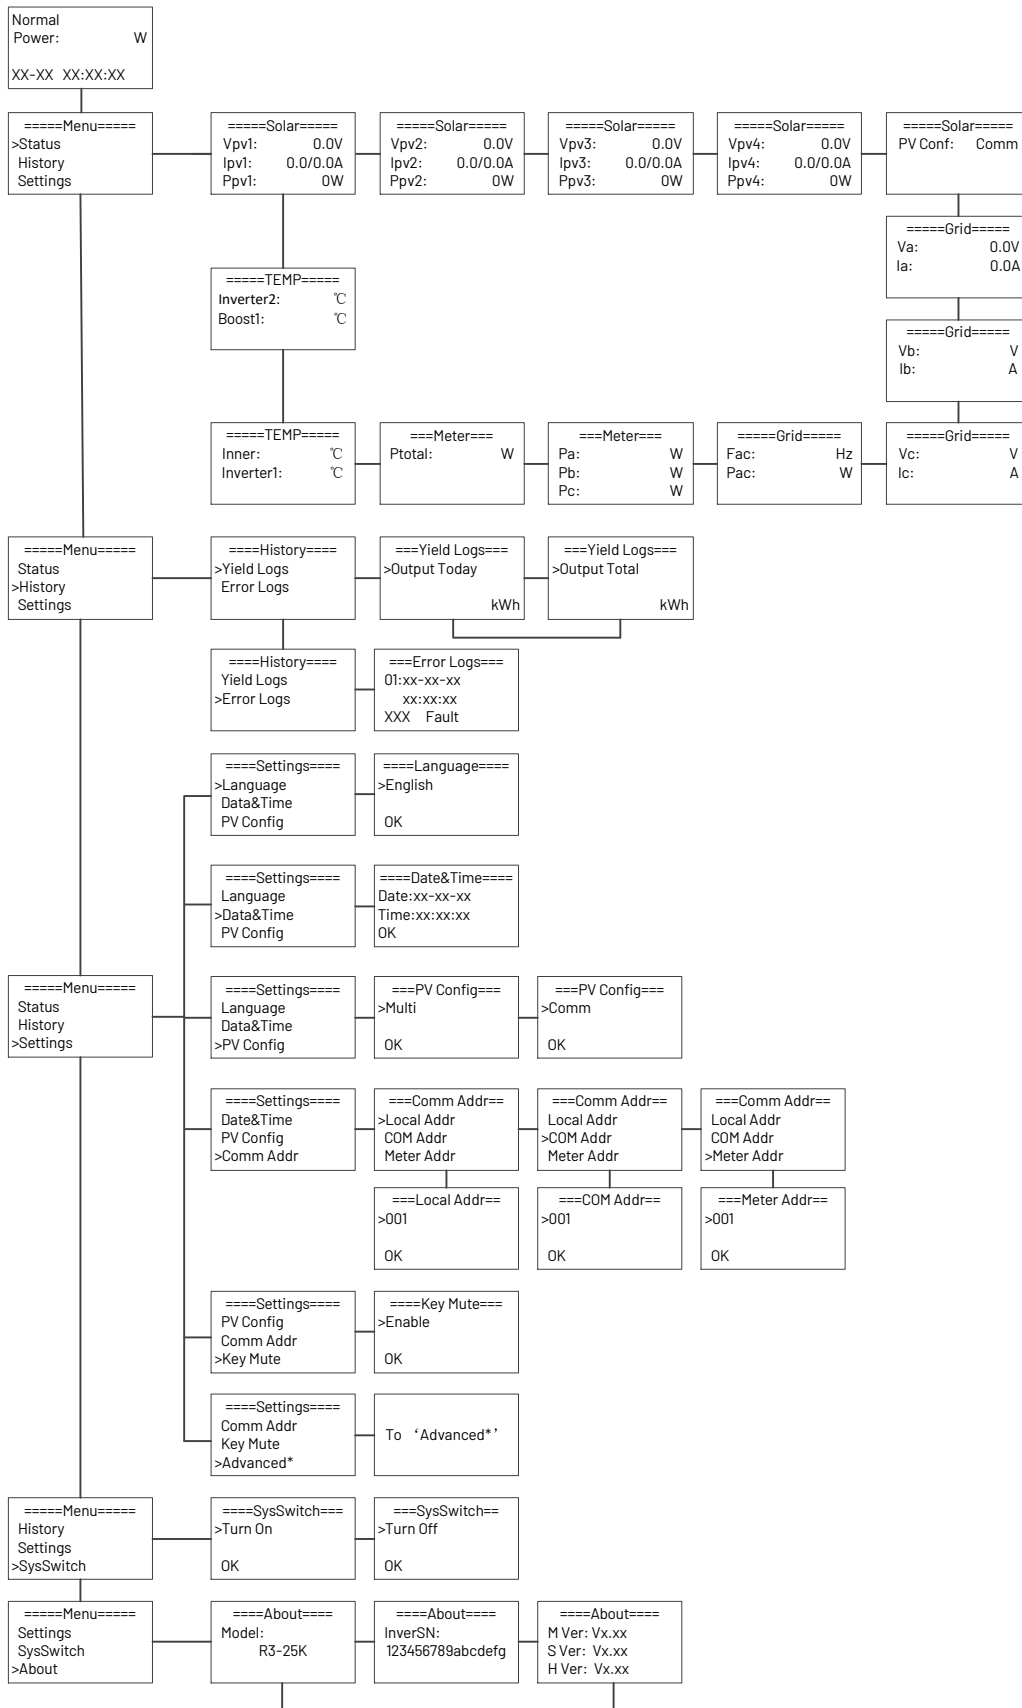 Normal
Power: W
XX-XX XX:XX:XX
=====Menu=====
>Status
History
Settings
=====Solar=====
Vpv1: 0.0V
Ipv1: 0.0/0.0A
Ppv1: 0W
=====Solar=====
Vpv2: 0.0V
Ipv2: 0.0/0.0A
Ppv2: 0W
=====Solar=====
Vpv3: 0.0V
Ipv3: 0.0/0.0A
Ppv3: 0W
=====Solar=====
Vpv4: 0.0V
Ipv4: 0.0/0.0A
Ppv4: 0W
=====Solar=====
PV Conf: Comm
=====Grid=====
Va: 0.0V
Ia: 0.0A
=====TEMP=====
Inverter2: ℃
Boost1: ℃
=====Grid=====
Vb: V
Ib: A
=====TEMP=====
Inner: ℃
Inverter1: ℃
===Meter===
Ptotal: W
===Meter===
Pa: W
Pb: W
Pc: W
=====Grid=====
Fac: Hz
Pac: W
=====Grid=====
Vc: V
Ic: A
=====Menu=====
Status
>History
Settings
====History====
>Yield Logs
Error Logs
===Yield Logs===
>Output Today
kWh
===Yield Logs===
>Output Total
kWh
====History====
Yield Logs
>Error Logs
===Error Logs===
01:xx-xx-xx
xx:xx:xx
XXX Fault
====Settings====
>Language
Data&Time
PV Config
====Language====
>English
OK
====Settings====
Language
>Data&Time
PV Config
====Date&Time====
Date:xx-xx-xx
Time:xx:xx:xx
OK
=====Menu=====
Status
History
>Settings
====Settings====
Language
Data&Time
>PV Config
===PV Config===
>Multi
OK
===PV Config===
>Comm
OK
====Settings====
Date&Time
PV Config
>Comm Addr
===Comm Addr==
>Local Addr
COM Addr
Meter Addr
===Comm Addr==
Local Addr
>COM Addr
Meter Addr
===Comm Addr==
Local Addr
COM Addr
>Meter Addr
===Local Addr==
>001
OK
===COM Addr==
>001
OK
===Meter Addr==
>001
OK
====Settings====
PV Config
Comm Addr
>Key Mute
====Key Mute===
>Enable
OK
====Settings====
Comm Addr
Key Mute
>Advanced*
To ‘Advanced*’
=====Menu=====
History
Settings
>SysSwitch
====SysSwitch===
>Turn On
OK
===SysSwitch==
>Turn Off
OK
=====Menu=====
Settings
SysSwitch
>About
====About====
Model:
R3-25K
====About====
InverSN:
123456789abcdefg
====About====
M Ver: Vx.xx
S Ver: Vx.xx
H Ver: Vx.xx